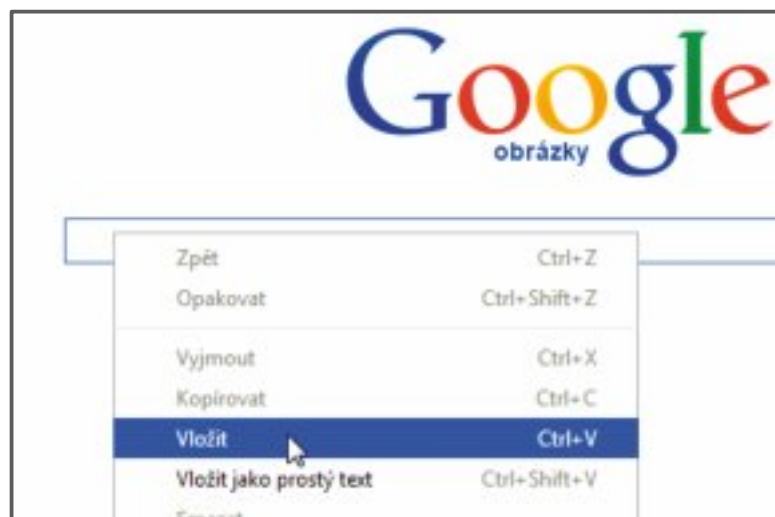 Google
obrázky
Zpět Ctrl+Z
Opakovat Ctrl+Shift+Z
Vyjmout Ctrl+X
Kopírovat Ctrl+C
Vložit Ctrl+V
Vložit jako prostý text Ctrl+Shift+V